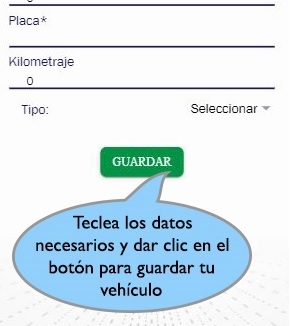 Placa*
Kilometraje
0
Tipo: Seleccionar
GUARDAR
Teclea los datos
necesarios y dar clic en el
botón para guardar tu
vehículo